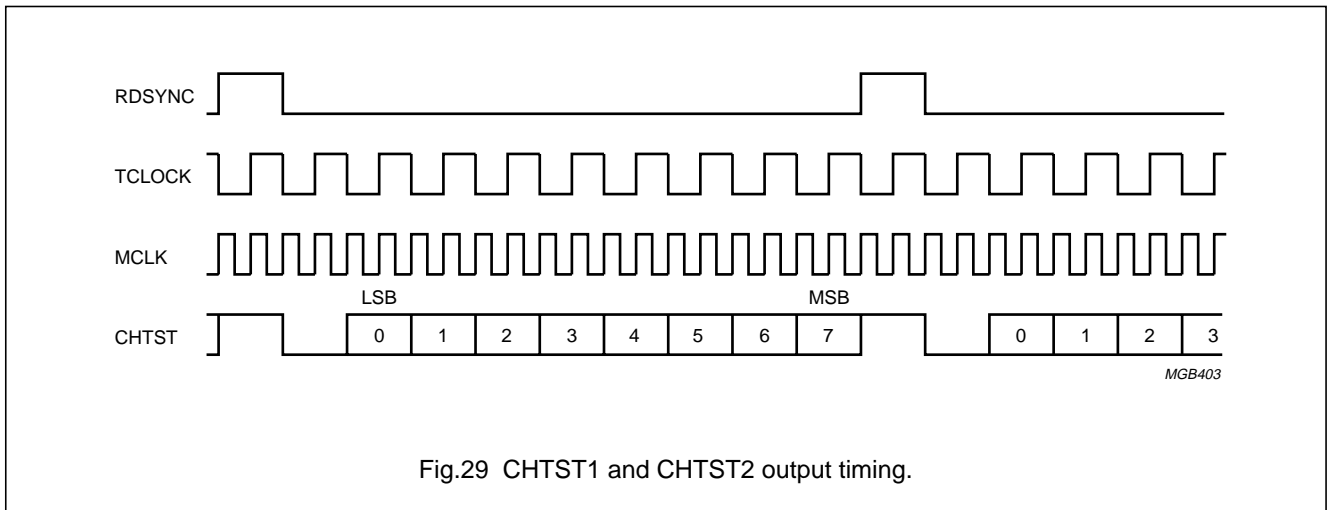 RDSYNC
TCLOCK
MCLK
LSB MSB
CHTST 0 1 2 3 4 5 6 7 0 1 2 3
MGB403
Fig.29 CHTST1 and CHTST2 output timing.